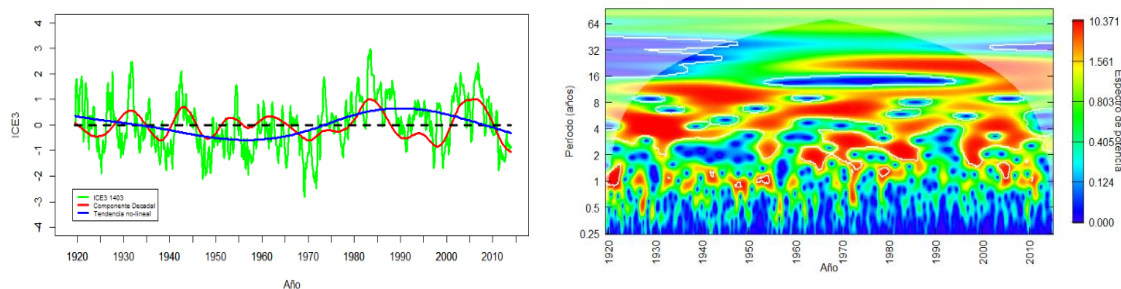 4
3
2
1
0
-1
-2
-3
-4
ICE3
ICE3 1403
Componente Decadal
Tendencia no-lineal
1920 1930 1940 1950 1960 1970 1980 1990 2000 2010
Año
64
32
16
8
4
2
1
0.5
0.25
Periodo (años)
1920 1930 1940 1950 1960 1970 1980 1990 2000 2010
Año
10.371
1.561
0.803
0.405
0.124
0.000
Espectro de potencia